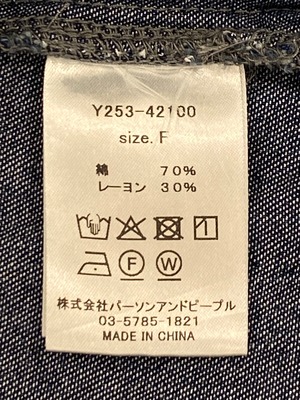 Y253-42100
size. F
綿 70%
レーヨン 30%
F W
株式会社パーソンアンドピープル
03-5785-1821
MADE IN CHINA